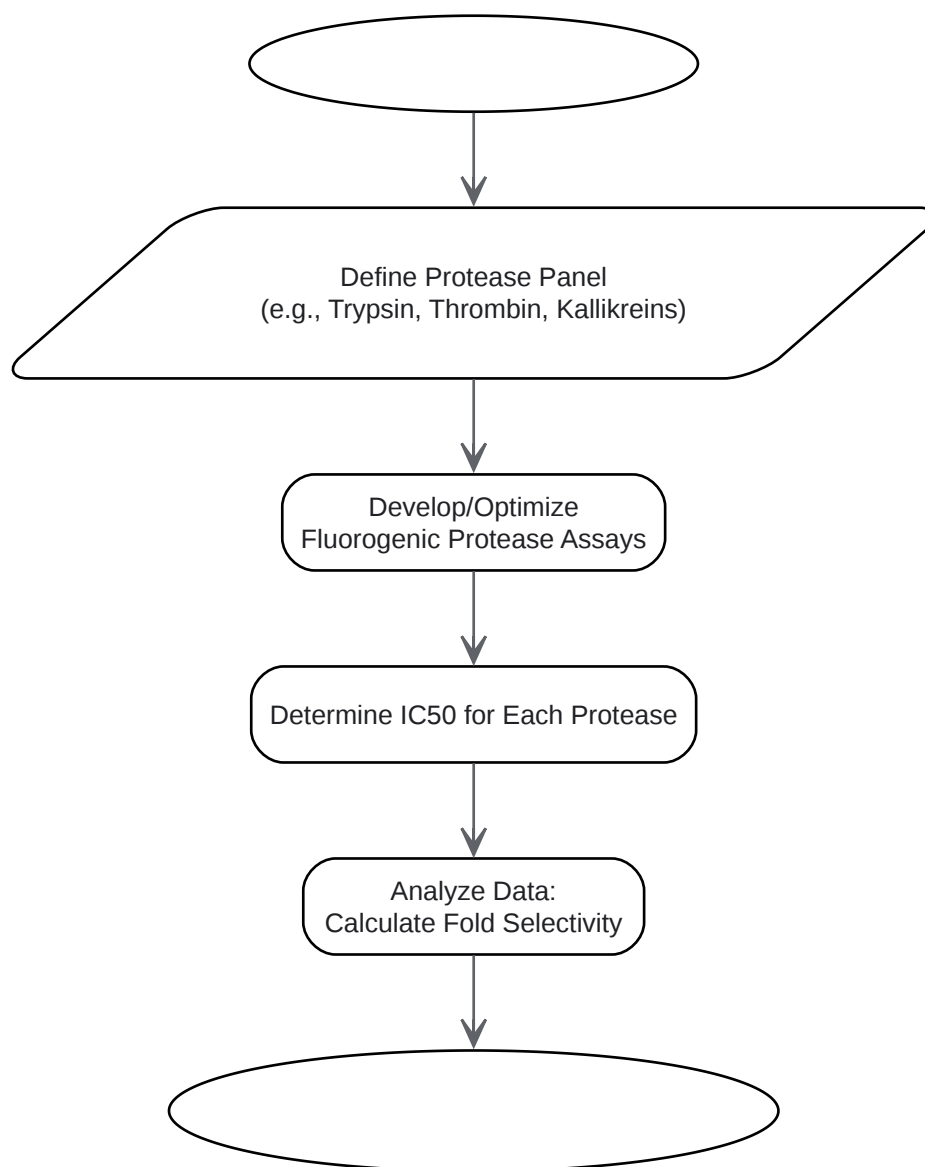 Define Protease Panel
(e.g., Trypsin, Thrombin, Kallikreins)
Develop/Optimize
Fluorogenic Protease Assays
Determine IC50 for Each Protease
Analyze Data:
Calculate Fold Selectivity